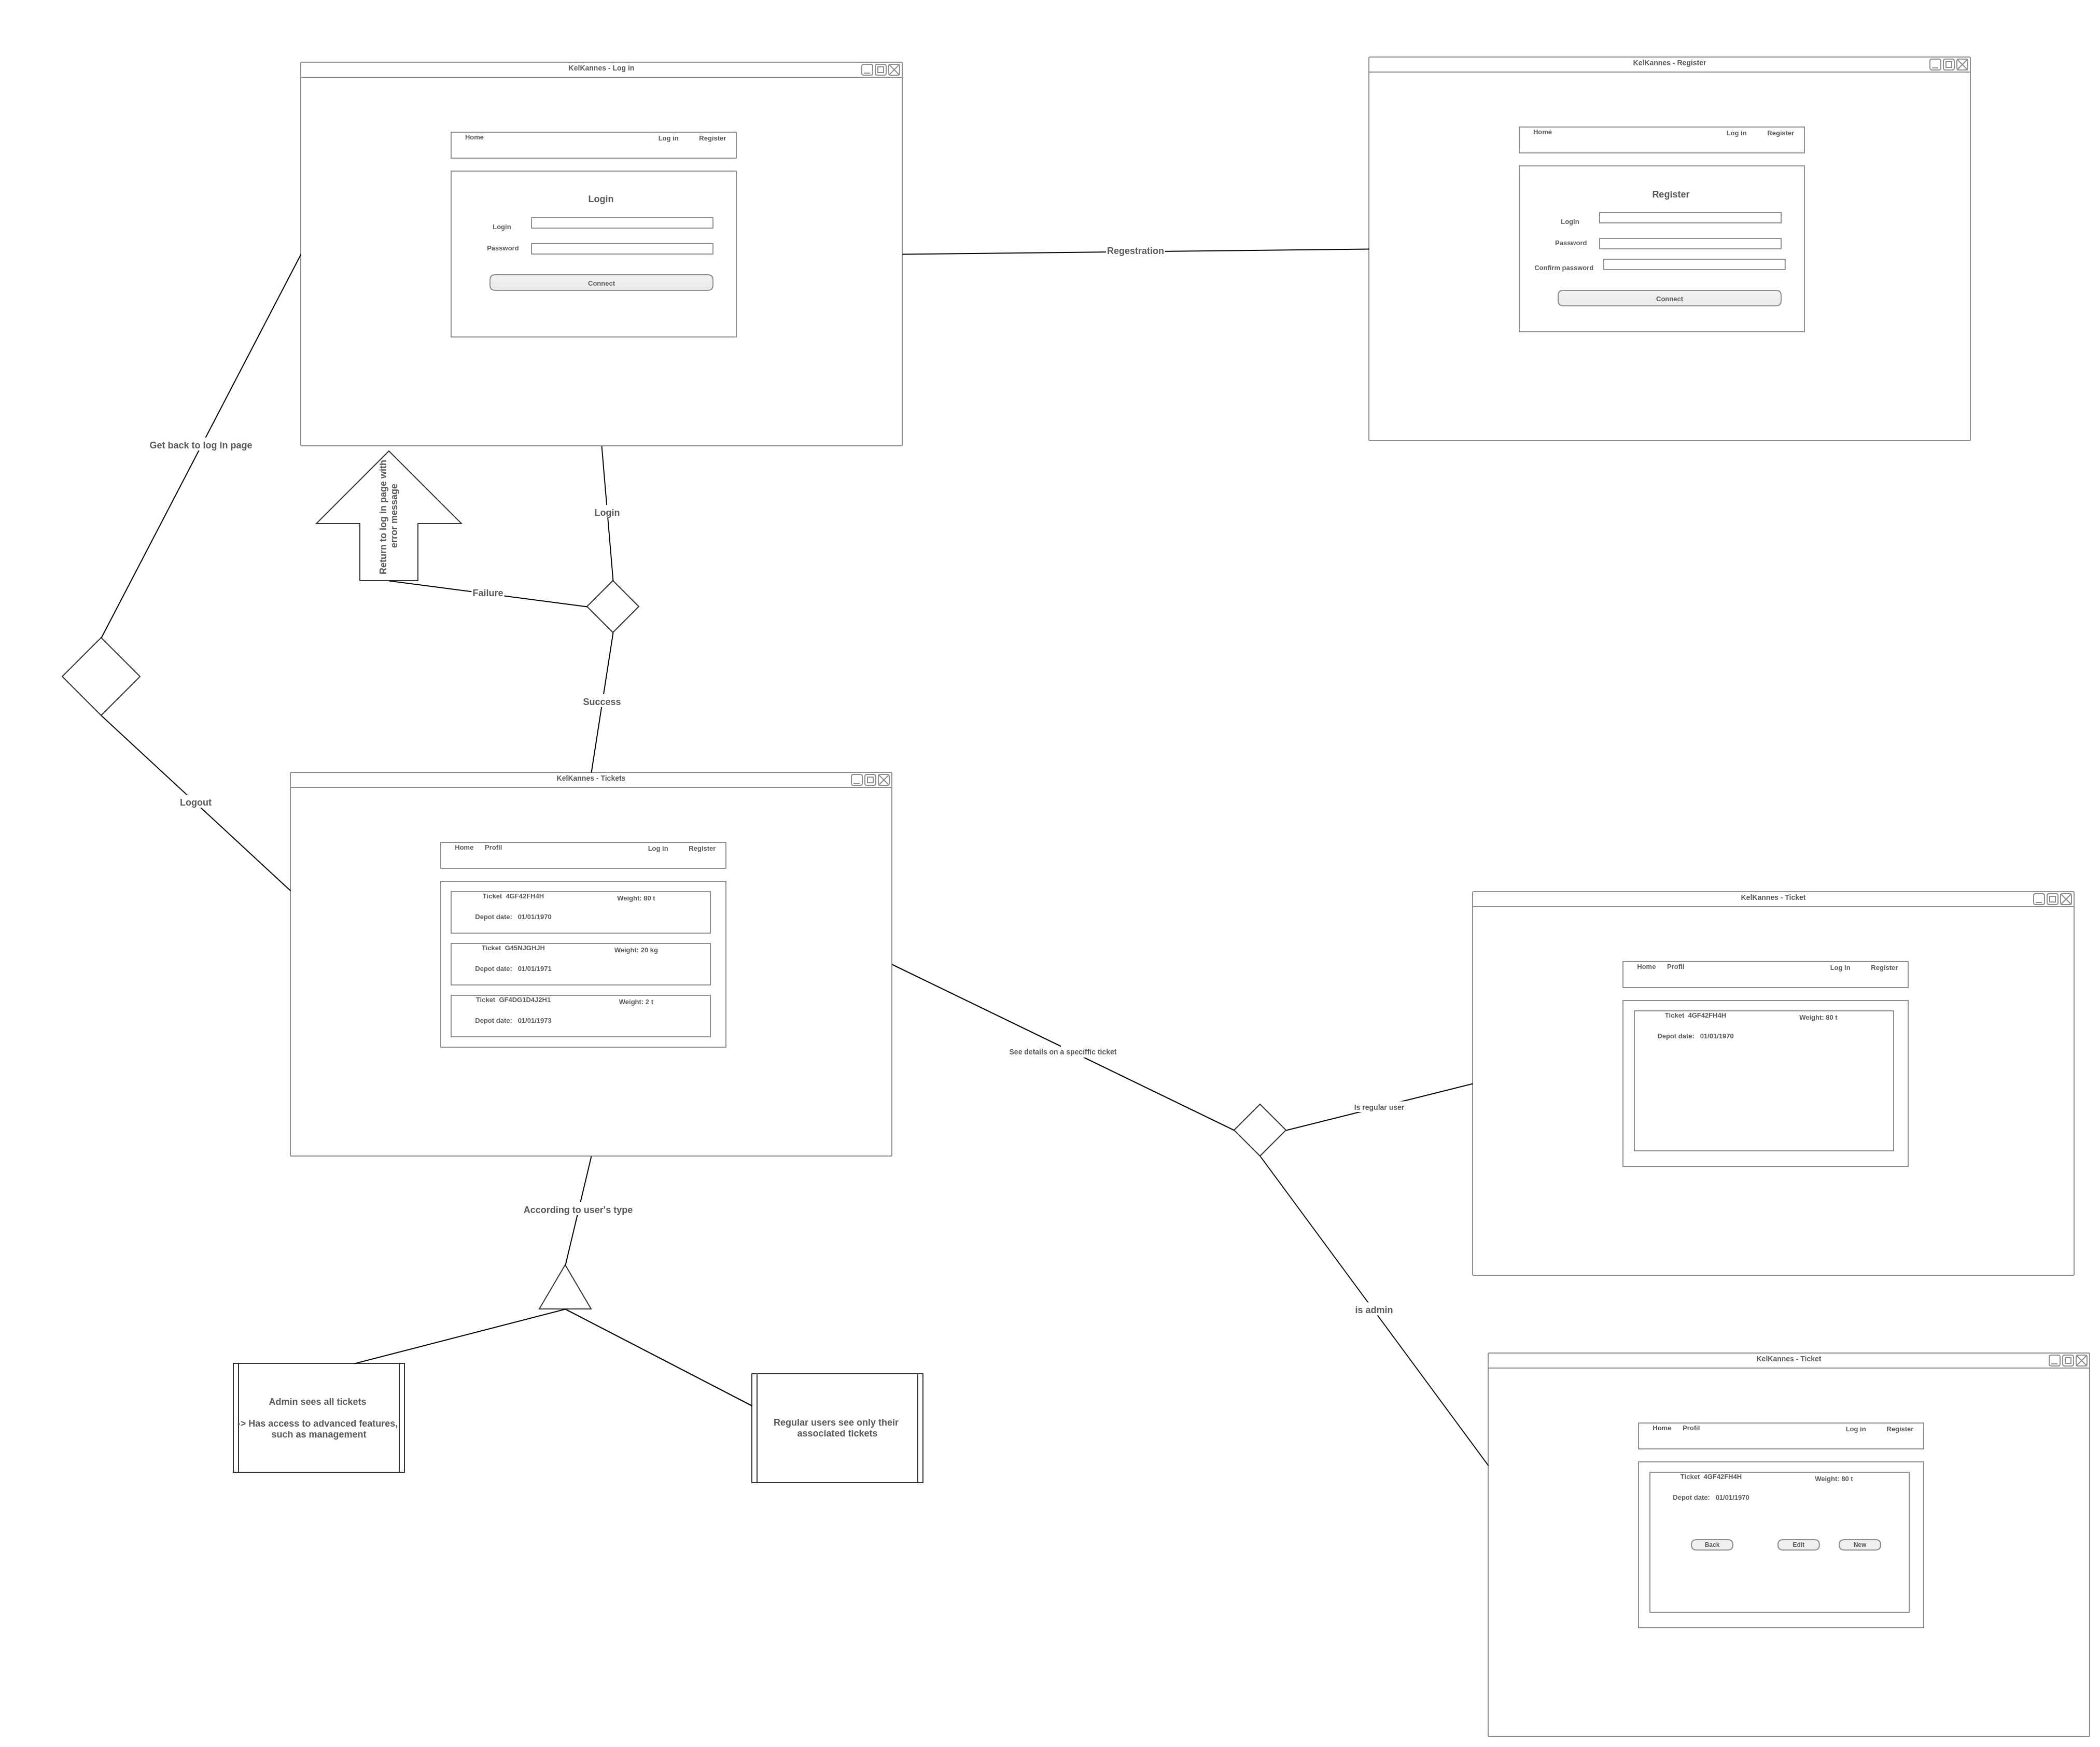 KelKannes - Log in
Home Log in Register
Login
Login
Password
Connect
KelKannes - Register
Home Log in Register
Register
Login
Password
Confirm password
Connect
Regestration
Get back to log in page
Return to log in page with
error message
Login
Failure
Success
Logout
KelKannes - Tickets
Home Profil Log in Register
Ticket 4GF42FH4H Weight: 80 t
Depot date: 01/01/1970
Ticket G45NJGHJH Weight: 20 kg
Depot date: 01/01/1971
Ticket GF4DG1D4J2H1 Weight: 2 t
Depot date: 01/01/1973
See details on a speciffic ticket
Is regular user
KelKannes - Ticket
Home Profil Log in Register
Ticket 4GF42FH4H Weight: 80 t
Depot date: 01/01/1970
According to user's type
is admin
Admin sees all tickets
-> Has access to advanced features,
such as management
Regular users see only their
associated tickets
KelKannes - Ticket
Home Profil Log in Register
Ticket 4GF42FH4H Weight: 80 t
Depot date: 01/01/1970
Back Edit New